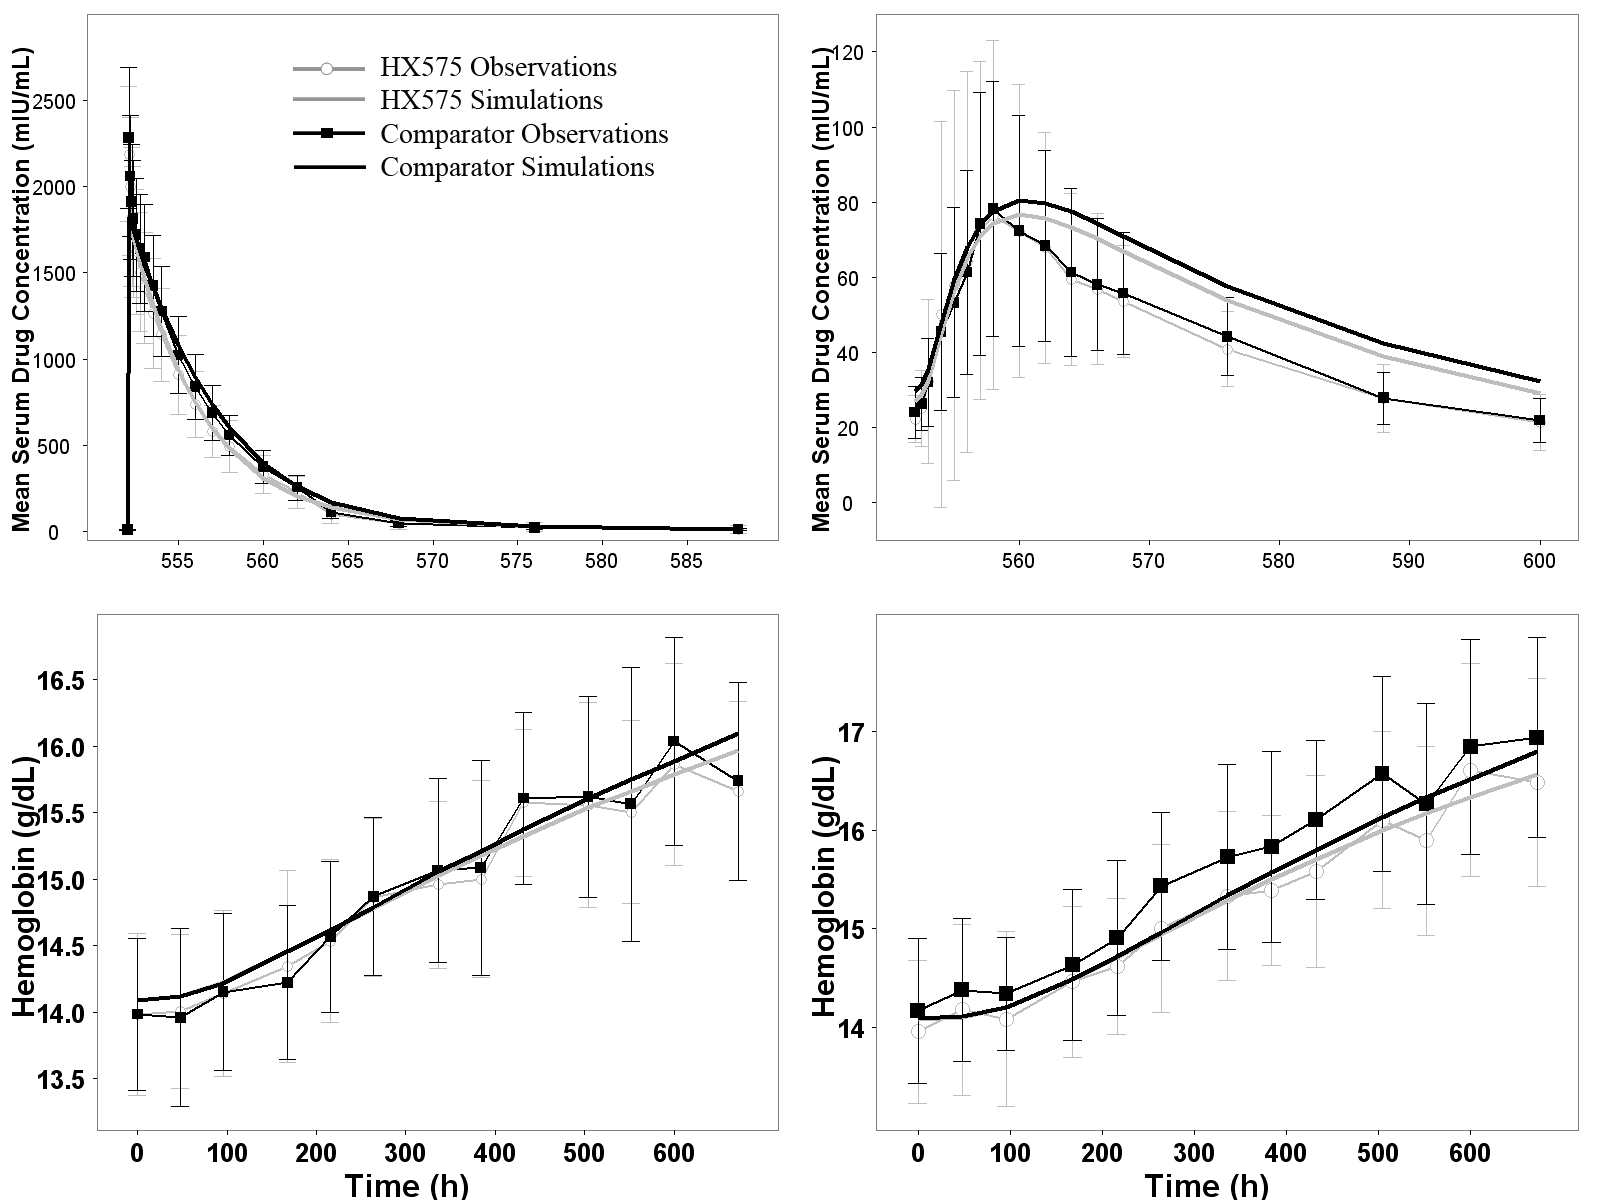 Mean Serum Drug Concentration (mIU/mL)
2500
2000
1500
1000
500
0
HX575 Observations
HX575 Simulations
Comparator Observations
Comparator Simulations
555 560 565 570 575 580 585
Mean Serum Drug Concentration (mIU/mL)
120
100
80
60
40
20
0
560 570 580 590 600
Hemoglobin (g/dL)
16.5
16.0
15.5
15.0
14.5
14.0
13.5
0 100 200 300 400 500 600
Time (h)
Hemoglobin (g/dL)
17
16
15
14
0 100 200 300 400 500 600
Time (h)